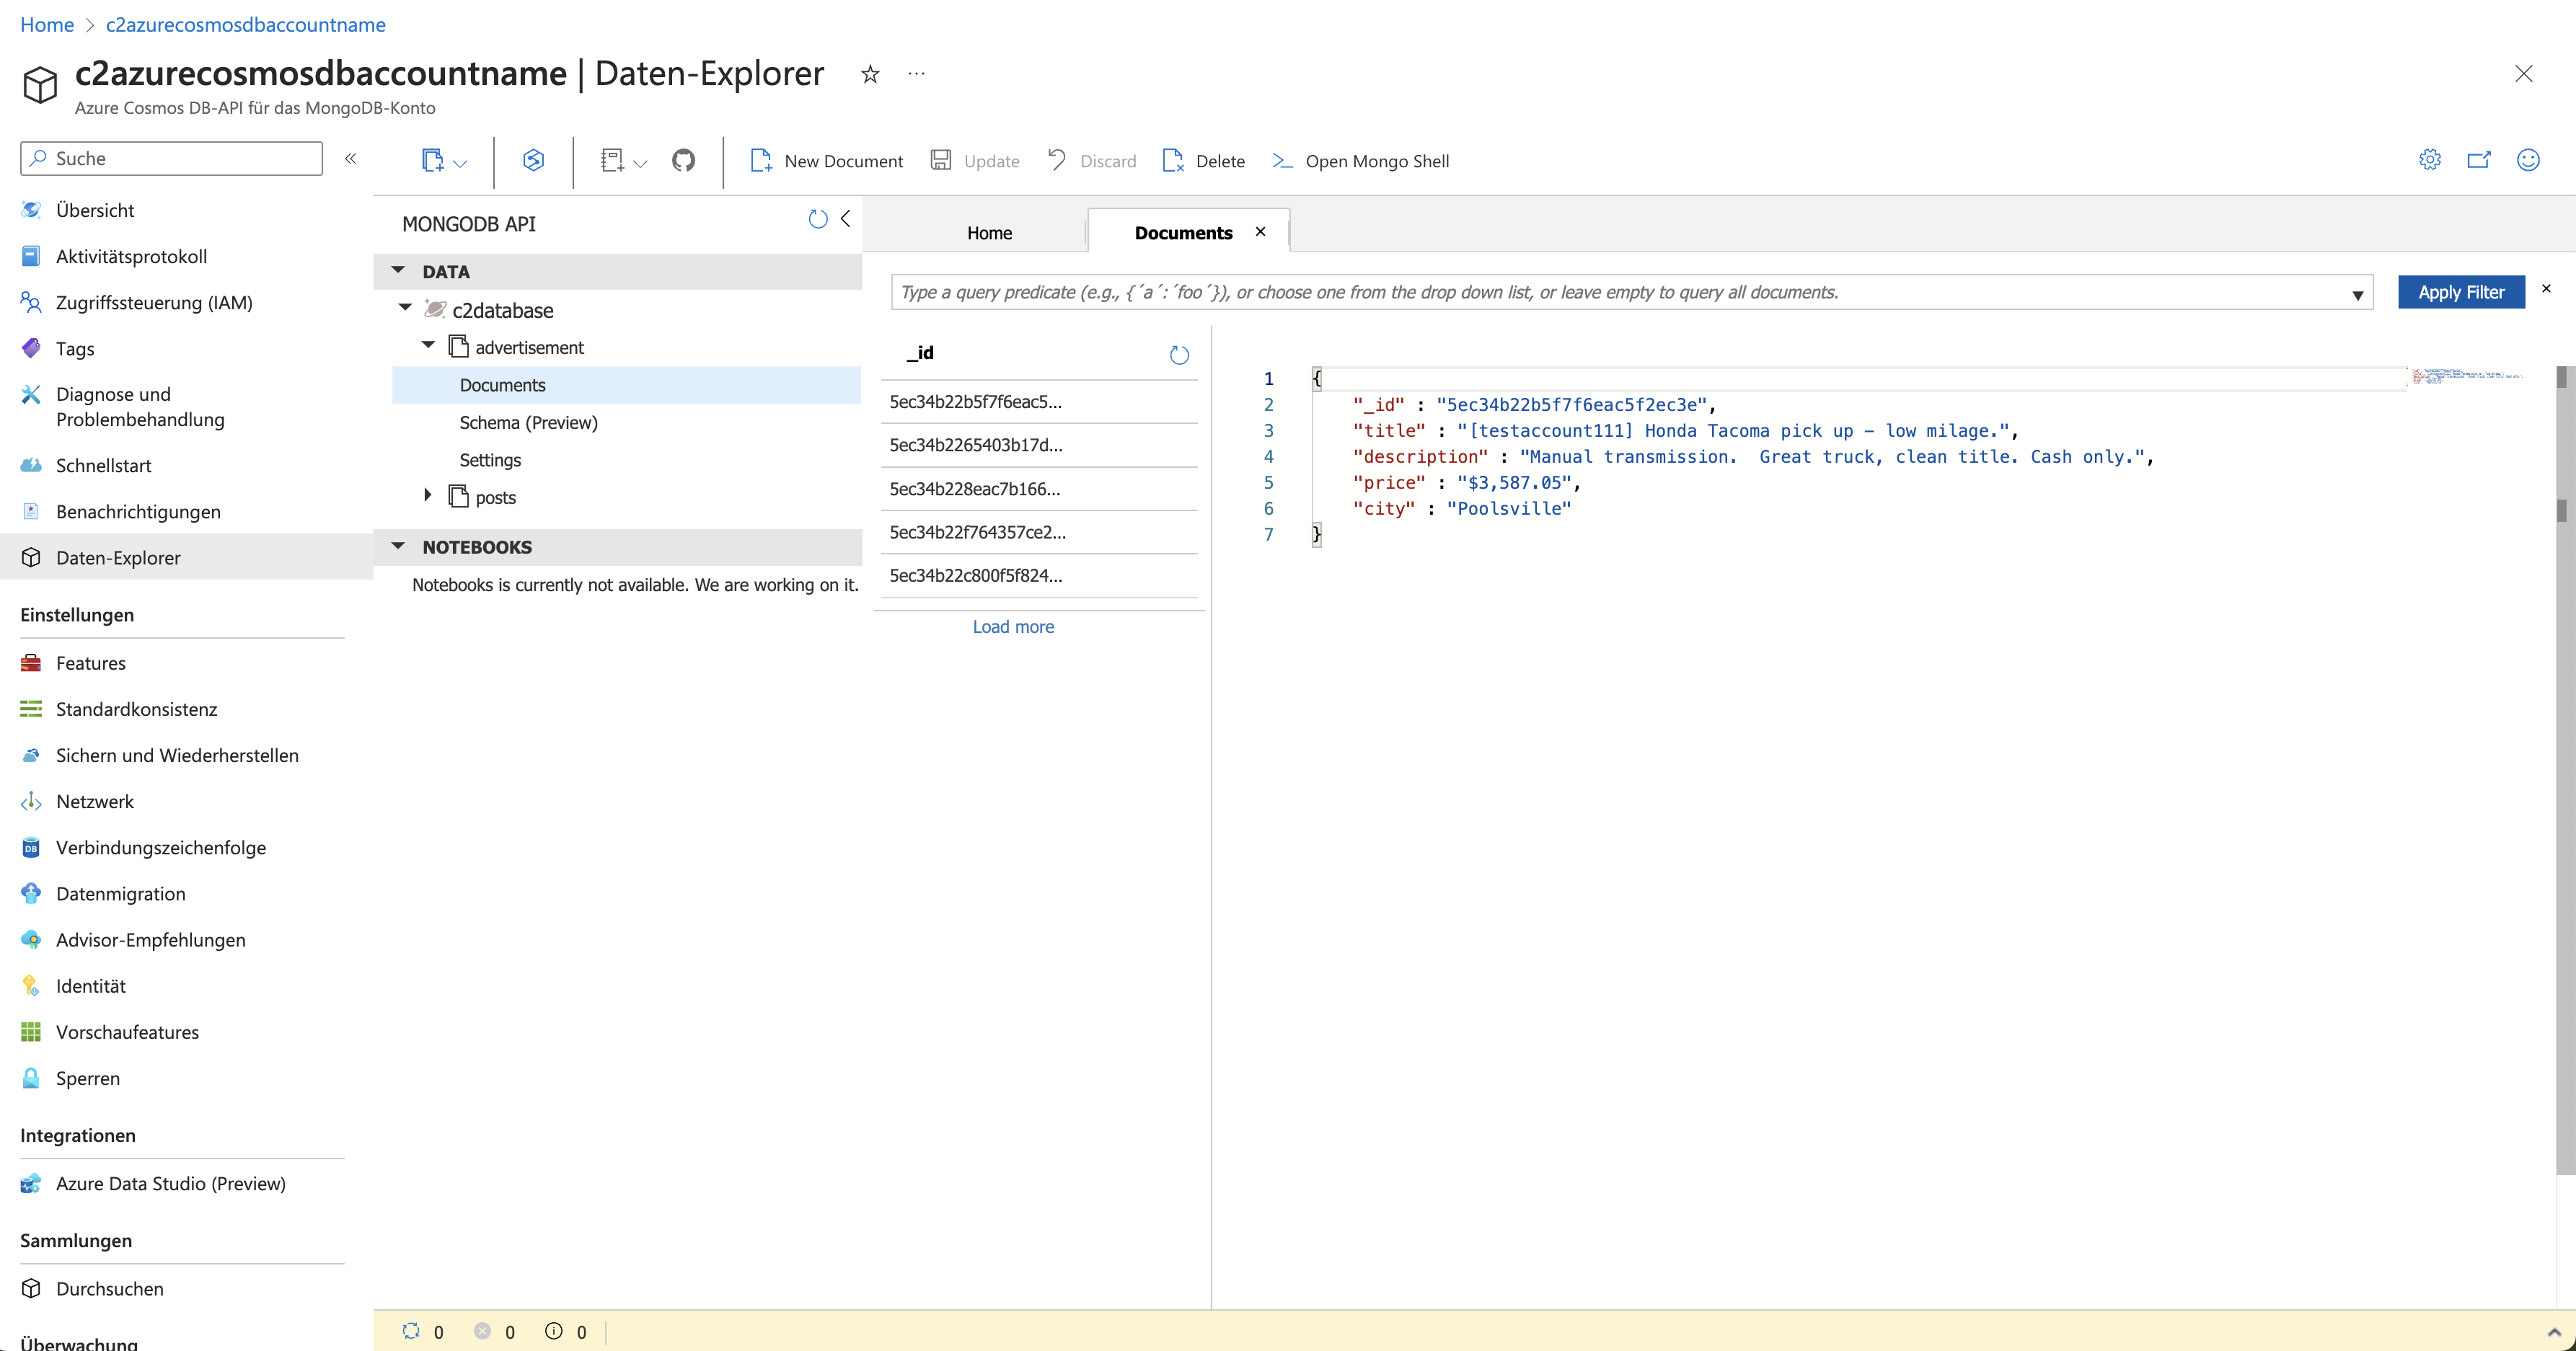 Home > c2azurecosmosdbaccountname
c2azurecosmosdbaccountname | Daten-Explorer
Azure Cosmos DB-API für das MongoDB-Konto
Suche
New Document
Update
Discard
Delete
Open Mongo Shell
Übersicht
Aktivitätsprotokoll
Zugriffssteuerung (IAM)
Tags
Diagnose und
Problembehandlung
Schnellstart
Benachrichtigungen
Daten-Explorer
Einstellungen
Features
Standardkonsistenz
Sichern und Wiederherstellen
Netzwerk
Verbindungszeichenfolge
Datenmigration
Advisor-Empfehlungen
Identität
Vorschaufeatures
Sperren
Integrationen
Azure Data Studio (Preview)
Sammlungen
Durchsuchen
Überwachung
MONGODB API
DATA
c2database
advertisement
Documents
Schema (Preview)
Settings
posts
NOTEBOOKS
Notebooks is currently not available. We are working on it.
Home
Documents
Type a query predicate (e.g., {´a´:´foo´}), or choose one from the drop down list, or leave empty to query all documents.
Apply Filter
_id
5ec34b22b5f7f6eac5...
5ec34b2265403b17d...
5ec34b228eac7b166...
5ec34b22f764357ce2...
5ec34b22c800f5f824...
Load more
1 {
2 "_id" : "5ec34b22b5f7f6eac5f2ec3e",
3 "title" : "[testaccount111] Honda Tacoma pick up – low milage.",
4 "description" : "Manual transmission.  Great truck, clean title. Cash only.",
5 "price" : "$3,587.05",
6 "city" : "Poolsville"
7 }
0 0 0